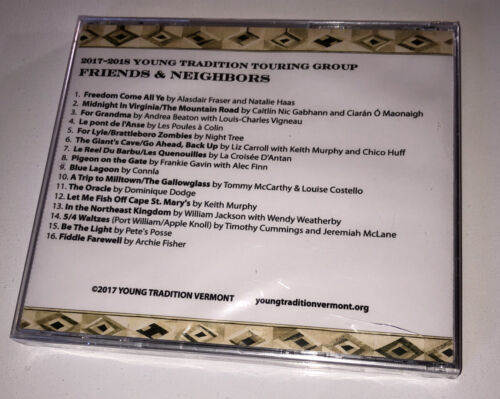 2017-2018 YOUNG TRADITION TOURING GROUP
FRIENDS & NEIGHBORS
1. Freedom Come All Ye by Alasdair Fraser and Natalie Haas
2. Midnight In Virginia/The Mountain Road by Caitlin Nic Gabhann and Ciarán Ó Maonaigh
3. For Grandma by Andrea Beaton with Louis-Charles Vigneau
4. Le pont de l'Anse by Les Poules à Colin
5. For Lyle/Brattleboro Zombies by Night Tree
6. The Giant's Cave/Go Ahead, Back Up by Liz Carroll with Keith Murphy and Chico Huff
7. Le Reel Du Barbu/Les Quenouilles by La Croisée D'Antan
8. Pigeon on the Gate by Frankie Gavin with Alec Finn
9. Blue Lagoon by Connla
10. A Trip to Milltown/The Gallowglass by Tommy McCarthy & Louise Costello
11. The Oracle by Dominique Dodge
12. Let Me Fish Off Cape St. Mary's by Keith Murphy
13. In the Northeast Kingdom by William Jackson with Wendy Weatherby
14. 5/4 Waltzes (Port William/Apple Knoll) by Timothy Cummings and Jeremiah McLane
15. Be The Light by Pete's Posse
16. Fiddle Farewell by Archie Fisher
©2017 YOUNG TRADITION VERMONT youngtraditionvermont.org